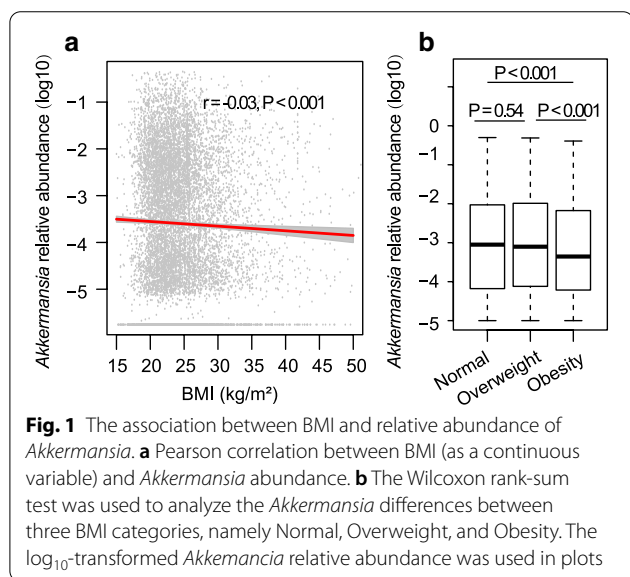 a
b
Akkermansia relative abundance (log10)
−1
−2
−3
−4
−5
r=-0.03, P<0.001
15 20 25 30 35 40 45 50
BMI (kg/m²)
Akkermansia relative abundance (log10)
P<0.001
P=0.54 P<0.001
0
−1
−2
−3
−4
−5
Normal
Overweight
Obesity
Fig. 1 The association between BMI and relative abundance of
Akkermansia. a Pearson correlation between BMI (as a continuous
variable) and Akkermansia abundance. b The Wilcoxon rank-sum
test was used to analyze the Akkermansia differences between
three BMI categories, namely Normal, Overweight, and Obesity. The
log10-transformed Akkemancia relative abundance was used in plots